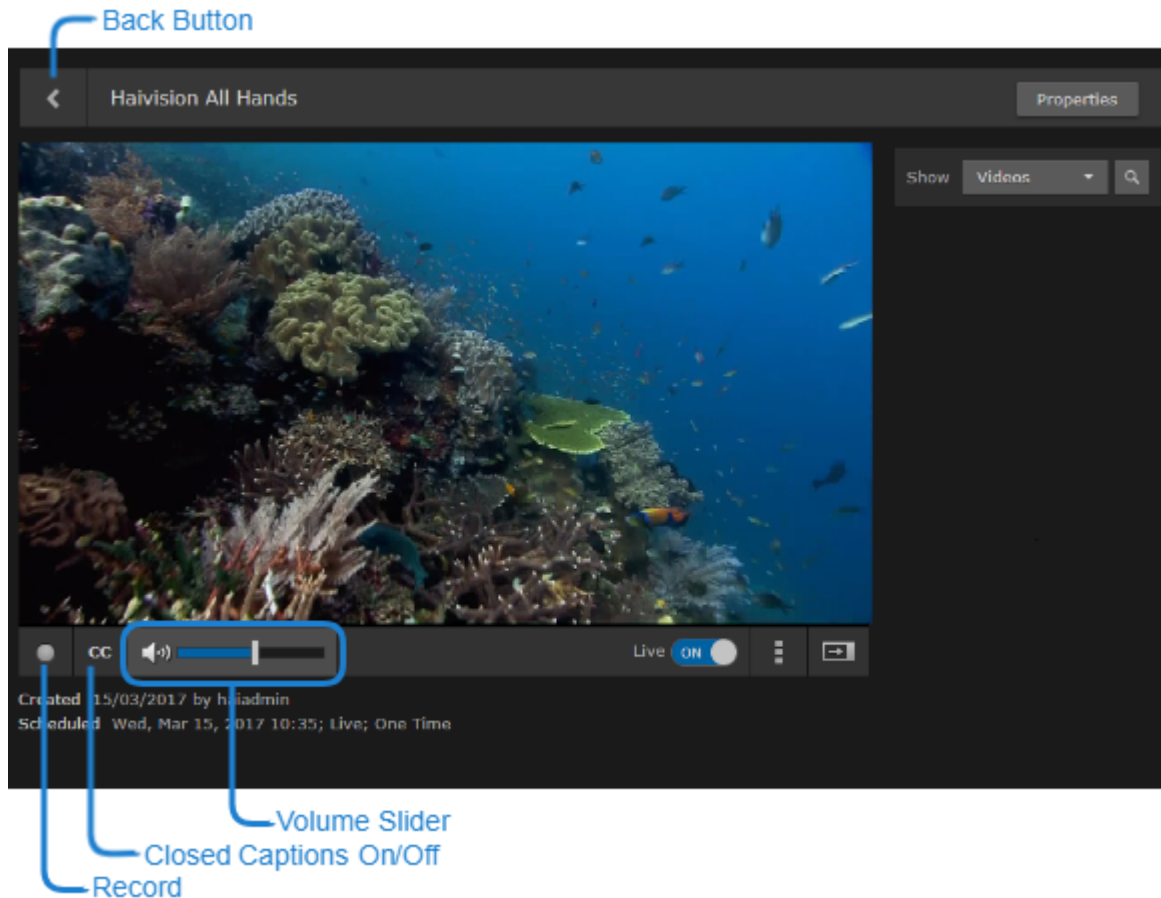 Back Button
Haivision All Hands
Properties
Show Videos
CC
Live ON
Created 15/03/2017 by haiadmin
Scheduled Wed, Mar 15, 2017 10:35; Live; One Time
Volume Slider
Closed Captions On/Off
Record